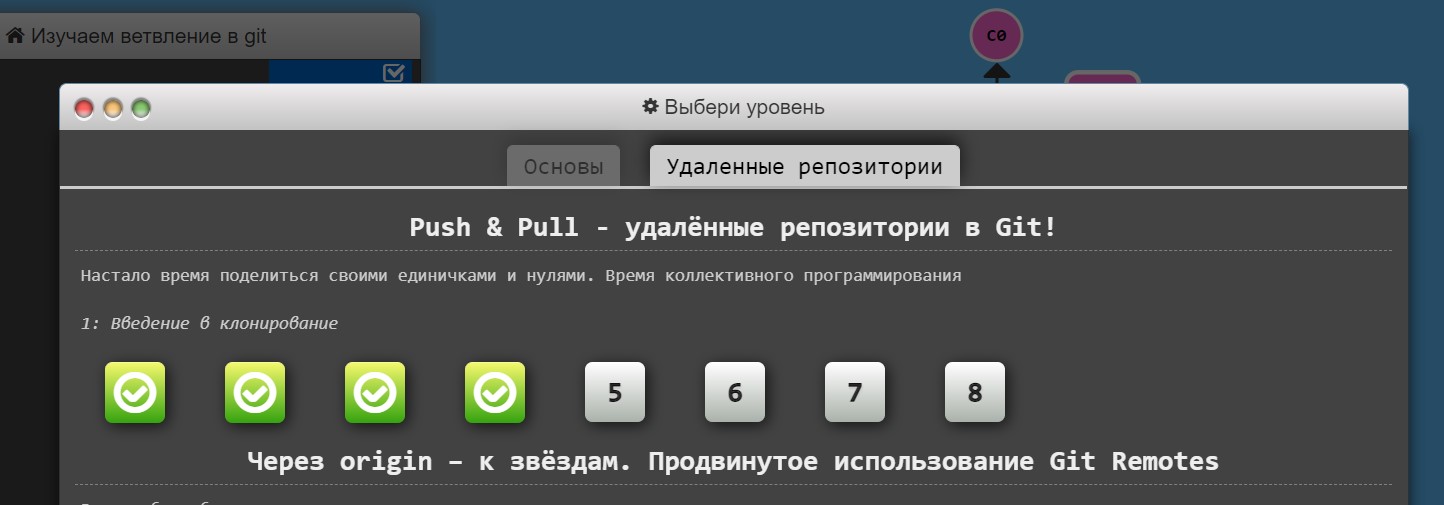 Изучаем ветвление в git
C0
Выбери уровень
Основы
Удаленные репозитории
Push & Pull - удалённые репозитории в Git!
Настало время поделиться своими единичками и нулями. Время коллективного программирования
1: Введение в клонирование
5 6 7 8
Через origin – к звёздам. Продвинутое использование Git Remotes